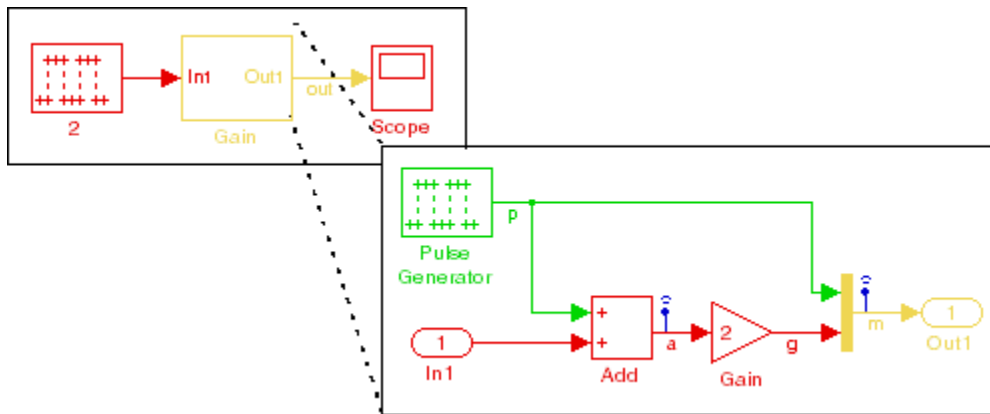 In1
Out1
out
2
Gain
Scope
p
Pulse
Generator
+
+
1
In1
Add
a
2
Gain
g
m
1
Out1